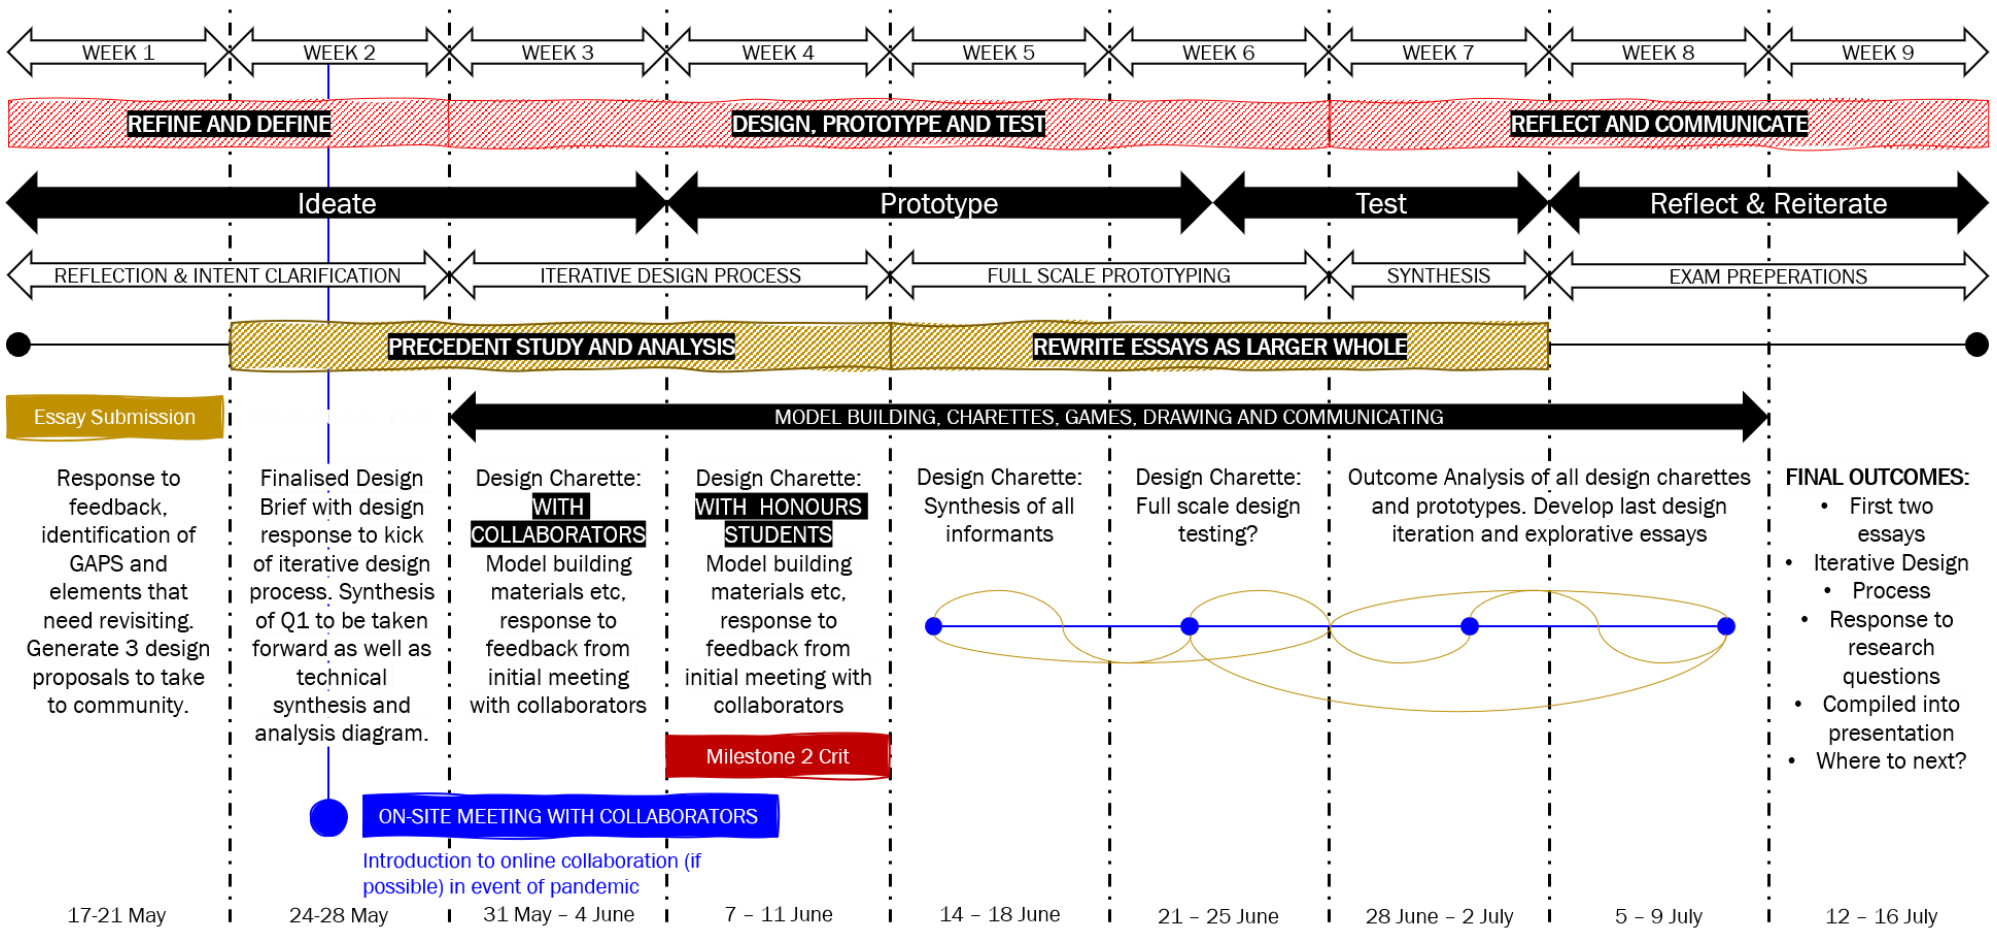 WEEK 1
WEEK 2
WEEK 3
WEEK 4
WEEK 5
WEEK 6
WEEK 7
WEEK 8
WEEK 9
REFINE AND DEFINE
DESIGN, PROTOTYPE AND TEST
REFLECT AND COMMUNICATE
Ideate
Prototype
Test
Reflect & Reiterate
REFLECTION & INTENT CLARIFICATION
ITERATIVE DESIGN PROCESS
FULL SCALE PROTOTYPING
SYNTHESIS
EXAM PREPERATIONS
PRECEDENT STUDY AND ANALYSIS
REWRITE ESSAYS AS LARGER WHOLE
Essay Submission
MODEL BUILDING, CHARETTES, GAMES, DRAWING AND COMMUNICATING
Response to
feedback,
identification of
GAPS and
elements that
need revisiting.
Generate 3 design
proposals to take
to community.
Finalised Design
Brief with design
response to kick
of iterative design
process. Synthesis
of Q1 to be taken
forward as well as
technical
synthesis and
analysis diagram.
Design Charette:
WITH
COLLABORATORS
Model building
materials etc,
response to
feedback from
initial meeting
with collaborators
Design Charette:
WITH HONOURS
STUDENTS
Model building
materials etc,
response to
feedback from
initial meeting with
collaborators
Design Charette:
Synthesis of all
informants
Design Charette:
Full scale design
testing?
Outcome Analysis of all design charettes
and prototypes. Develop last design
iteration and explorative essays
FINAL OUTCOMES:
• First two
essays
• Iterative Design
• Process
• Response to
research
questions
• Compiled into
presentation
• Where to next?
Milestone 2 Crit
ON-SITE MEETING WITH COLLABORATORS
Introduction to online collaboration (if
possible) in event of pandemic
17-21 May
24-28 May
31 May – 4 June
7 – 11 June
14 – 18 June
21 – 25 June
28 June – 2 July
5 – 9 July
12 – 16 July